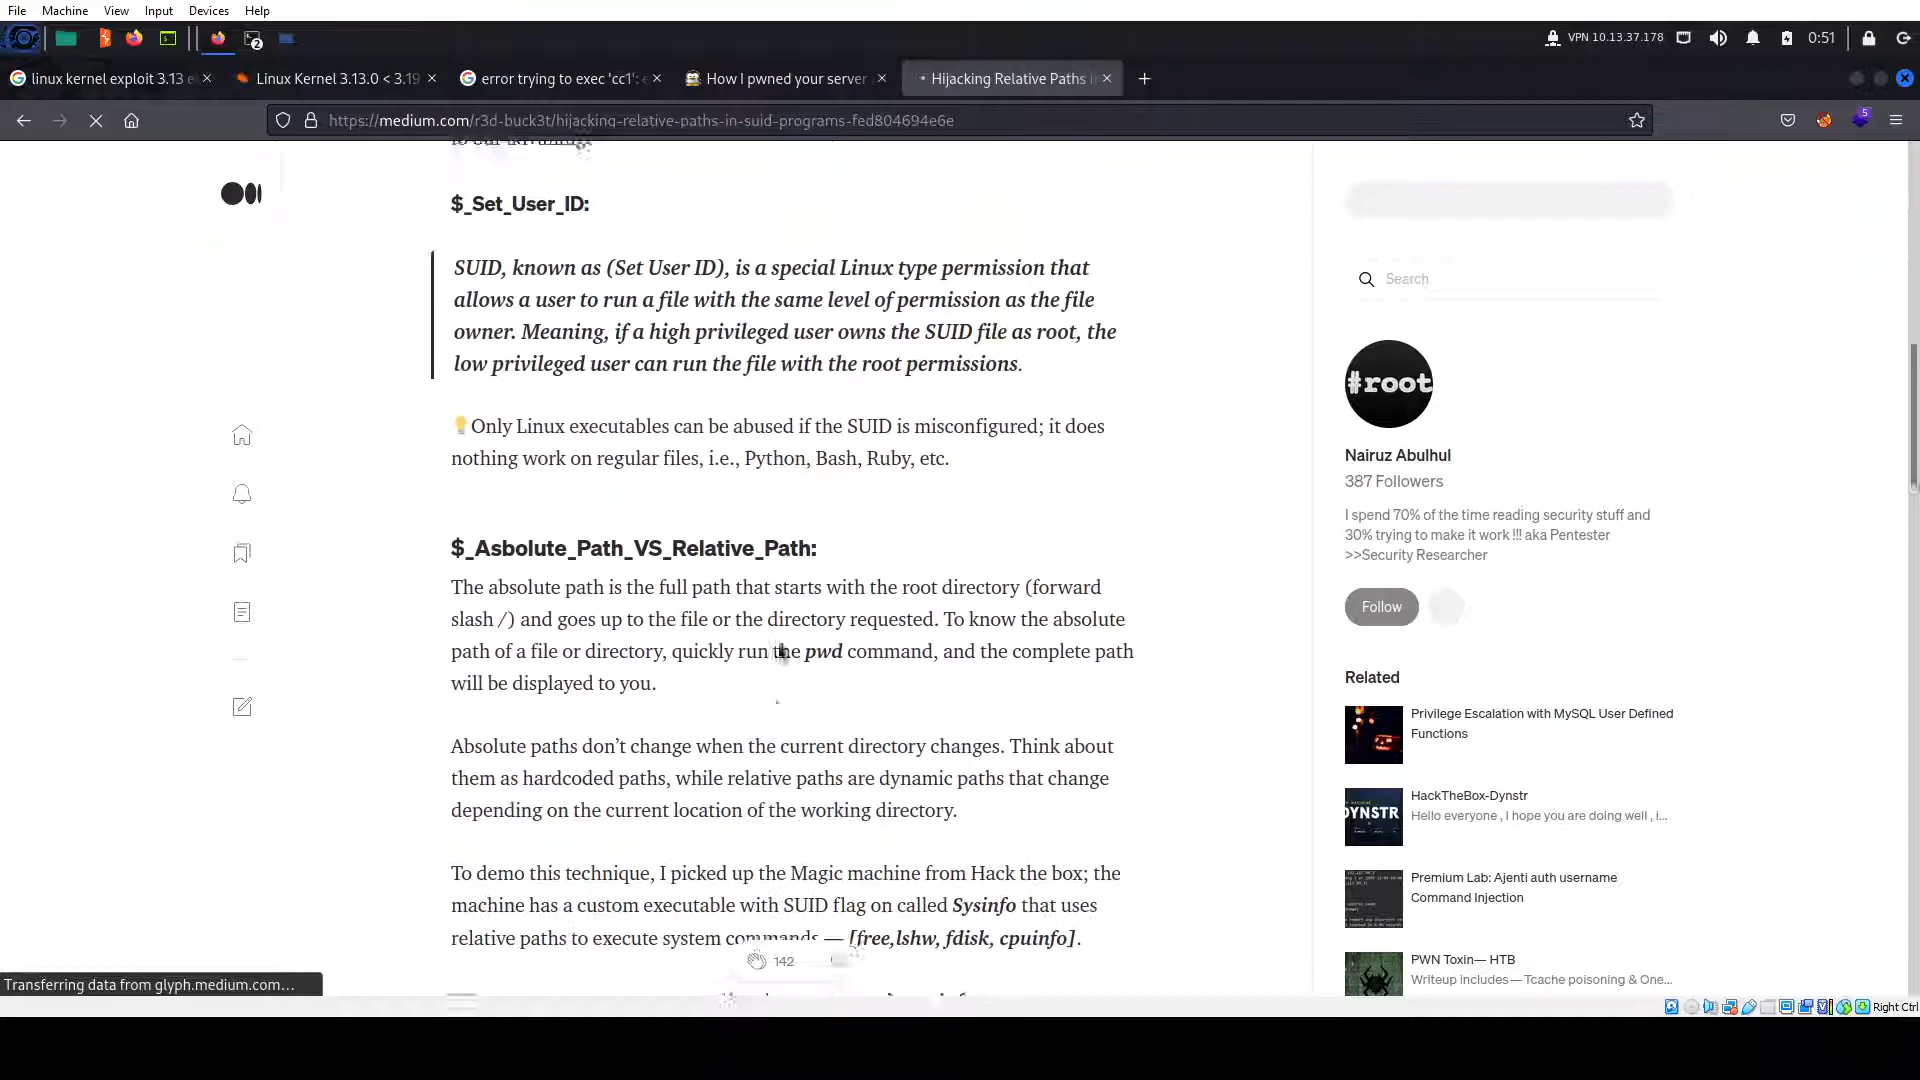 File Machine View Input Devices Help
2 VPN 10.13.37.178 0:51
linux kernel exploit 3.13 e Linux Kernel 3.13.0 < 3.19 error trying to exec 'cc1': e How I pwned your server Hijacking Relative Paths i
https://medium.com/r3d-buck3t/hijacking-relative-paths-in-suid-programs-fed804694e6e 5
$_Set_User_ID:
SUID, known as (Set User ID), is a special Linux type permission that
allows a user to run a file with the same level of permission as the file
owner. Meaning, if a high privileged user owns the SUID file as root, the
low privileged user can run the file with the root permissions.
Only Linux executables can be abused if the SUID is misconfigured; it does
nothing work on regular files, i.e., Python, Bash, Ruby, etc.
$_Asbolute_Path_VS_Relative_Path:
The absolute path is the full path that starts with the root directory (forward
slash /) and goes up to the file or the directory requested. To know the absolute
path of a file or directory, quickly run the pwd command, and the complete path
will be displayed to you.
Absolute paths don't change when the current directory changes. Think about
them as hardcoded paths, while relative paths are dynamic paths that change
depending on the current location of the working directory.
To demo this technique, I picked up the Magic machine from Hack the box; the
machine has a custom executable with SUID flag on called Sysinfo that uses
relative paths to execute system commands — [free,lshw, fdisk, cpuinfo].
142
Search
#root
Nairuz Abulhul
387 Followers
I spend 70% of the time reading security stuff and
30% trying to make it work !!! aka Pentester
>>Security Researcher
Follow
Related
Privilege Escalation with MySQL User Defined
Functions
DYNSTR
HackTheBox-Dynstr
Hello everyone , I hope you are doing well , i...
Premium Lab: Ajenti auth username
Command Injection
PWN Toxin— HTB
Writeup includes — Tcache poisoning & One...
Transferring data from glyph.medium.com...
Right Ctrl